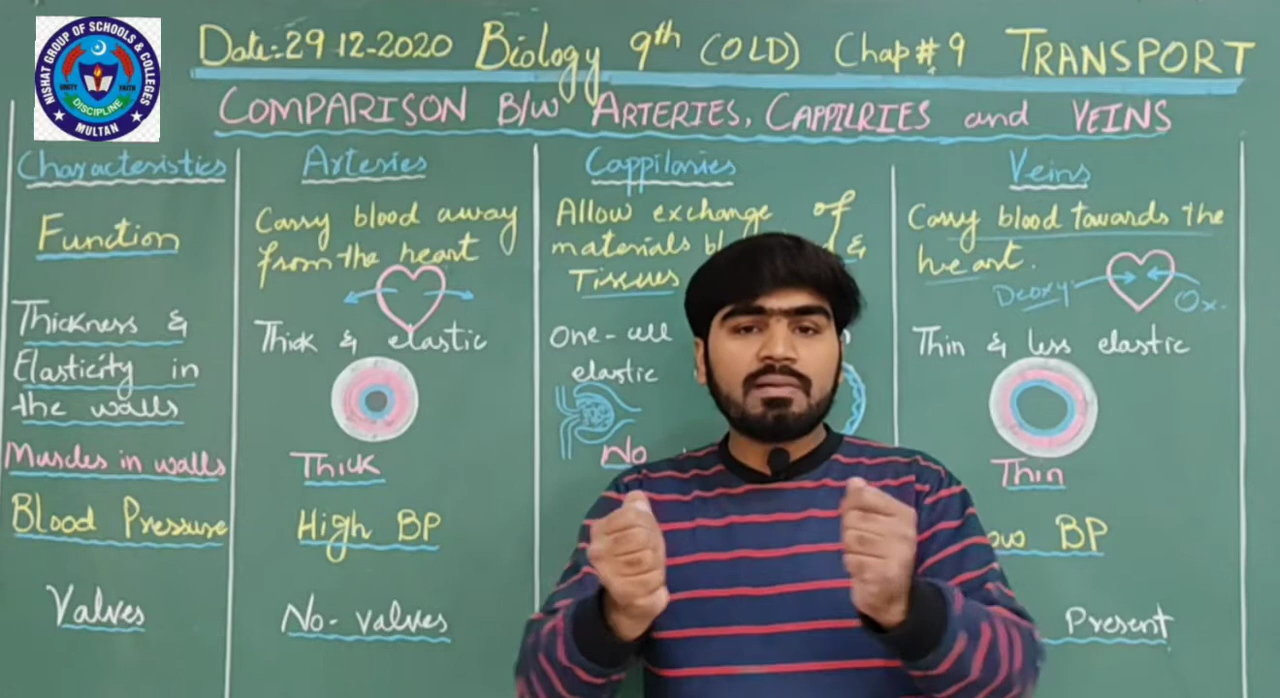 NISHAT GROUP OF SCHOOLS & COLLEGES
UNITY FAITH
DISCIPLINE
MULTAN
Date:-29 12-2020 Biology 9th (OLD) Chap# 9 TRANSPORT
COMPARISON B/W ARTERIES, CAPPILRIES and VEINS
Characteristics Arteries Cappilaries Veins
Function
Carry blood away
from the heart
Allow exchange of
materials &
Tissues
Carry blood towards the
heart.
Deoxy. Ox.
Thickness &
Elasticity in
the walls
Thick & elastic
One-cell
elastic
Thin & less elastic
Muscles in walls Thick No Thin
Blood Pressure High BP BP
Valves No-valves Present